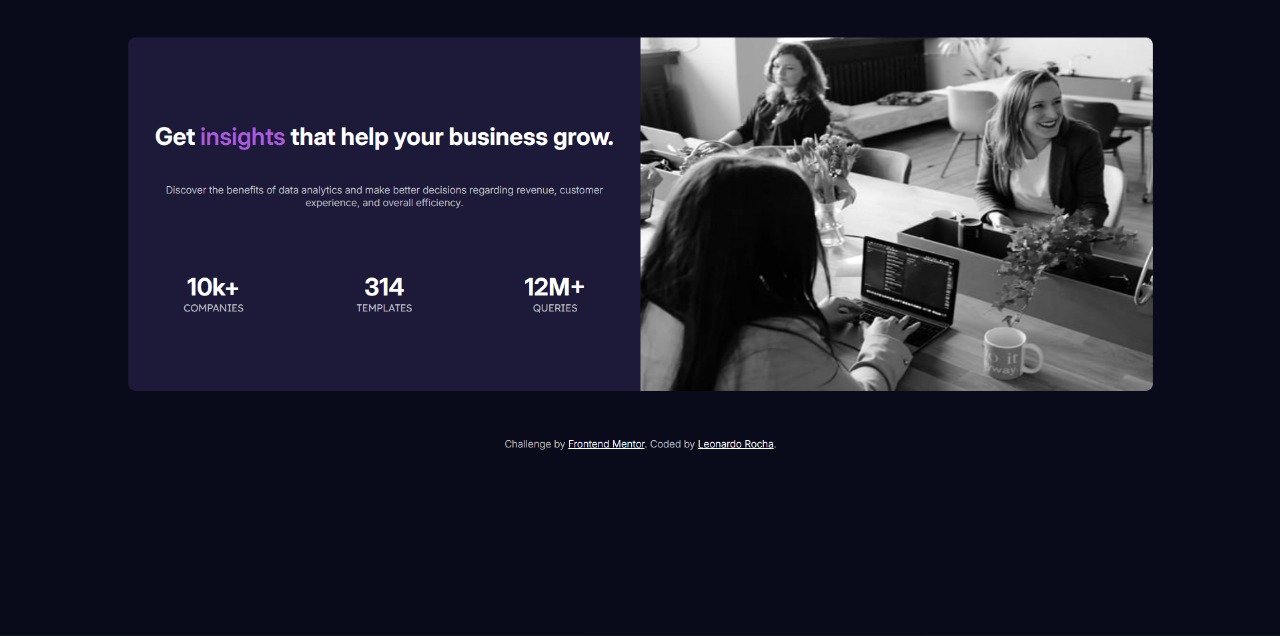 Get insights that help your business grow.
Discover the benefits of data analytics and make better decisions regarding revenue, customer
experience, and overall efficiency.
10k+
COMPANIES
314
TEMPLATES
12M+
QUERIES
do it
Challenge by Frontend Mentor. Coded by Leonardo Rocha.